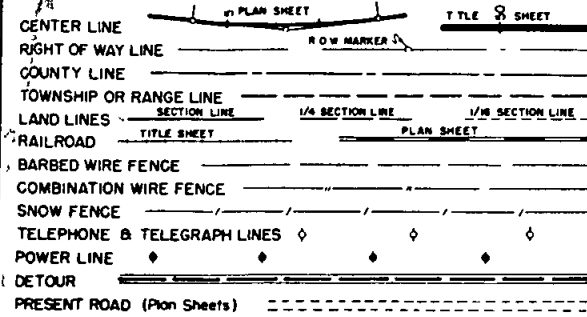 CENTER LINE PLAN SHEET TITLE SHEET
RIGHT OF WAY LINE ROW MARKER
COUNTY LINE
TOWNSHIP OR RANGE LINE
LAND LINES SECTION LINE 1/4 SECTION LINE 1/16 SECTION LINE
RAILROAD TITLE SHEET PLAN SHEET
BARBED WIRE FENCE
COMBINATION WIRE FENCE
SNOW FENCE
TELEPHONE & TELEGRAPH LINES
POWER LINE
DETOUR
PRESENT ROAD (Plan Sheets)